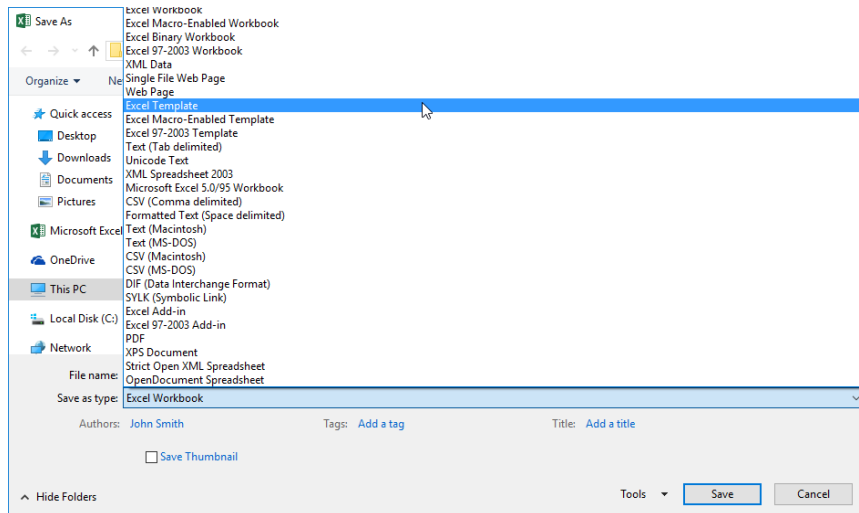 Save As
Excel Workbook
Excel Macro-Enabled Workbook
Excel Binary Workbook
Excel 97-2003 Workbook
XML Data
Single File Web Page
Web Page
Excel Template
Excel Macro-Enabled Template
Excel 97-2003 Template
Text (Tab delimited)
Unicode Text
XML Spreadsheet 2003
Microsoft Excel 5.0/95 Workbook
CSV (Comma delimited)
Formatted Text (Space delimited)
Text (Macintosh)
Text (MS-DOS)
CSV (Macintosh)
CSV (MS-DOS)
DIF (Data Interchange Format)
SYLK (Symbolic Link)
Excel Add-in
Excel 97-2003 Add-in
PDF
XPS Document
Strict Open XML Spreadsheet
OpenDocument Spreadsheet
Organize Ne
Quick access
Desktop
Downloads
Documents
Pictures
Microsoft Excel
OneDrive
This PC
Local Disk (C:)
Network
File name:
Save as type: Excel Workbook
Authors: John Smith Tags: Add a tag Title: Add a title
Save Thumbnail
Hide Folders Tools Save Cancel